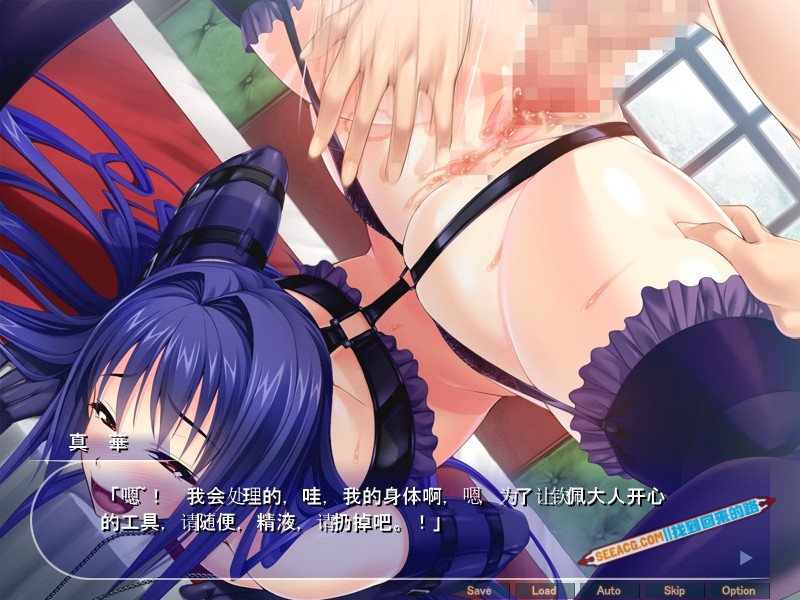 真 華
「嗯！ 我会处理的，哇，我的身体啊，嗯、为了让钦佩大人开心
的工具，请随便，精液，请扔掉吧。！」
SEEACG.COM||找到回来的路
Save Load Auto Skip Option